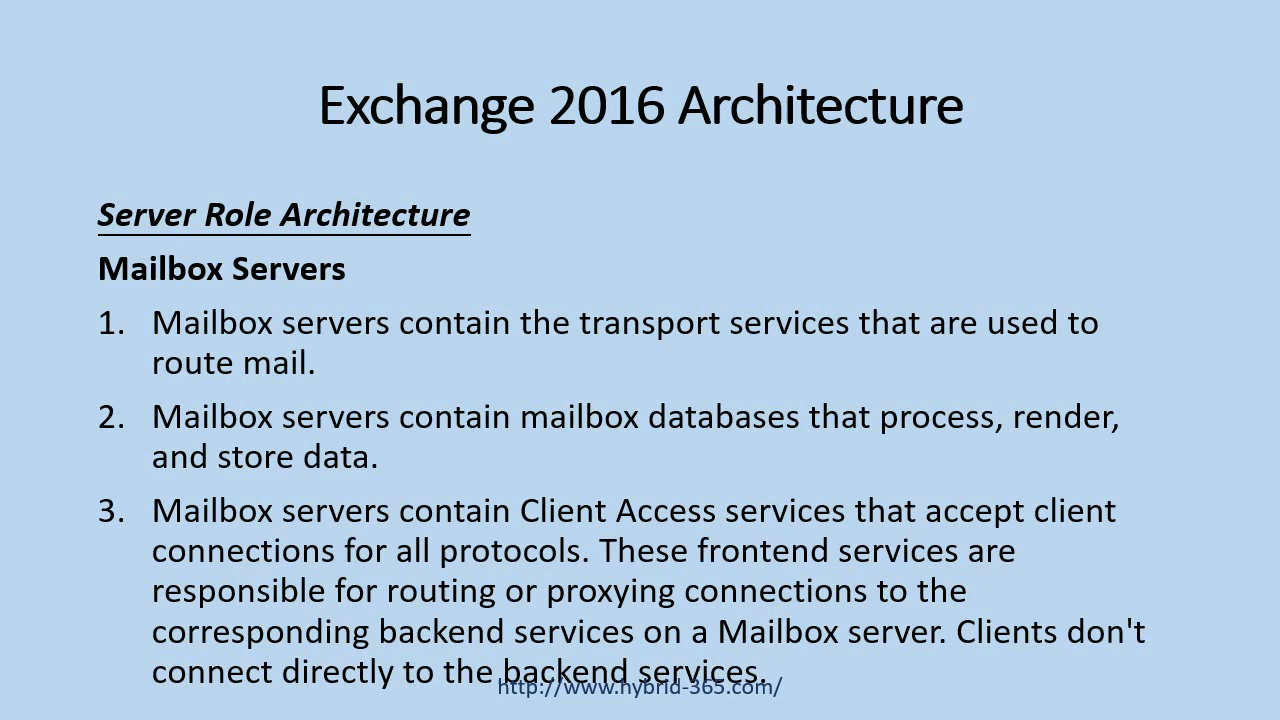 Exchange 2016 Architecture
Server Role Architecture
Mailbox Servers
1. Mailbox servers contain the transport services that are used to
route mail.
2. Mailbox servers contain mailbox databases that process, render,
and store data.
3. Mailbox servers contain Client Access services that accept client
connections for all protocols. These frontend services are
responsible for routing or proxying connections to the
corresponding backend services on a Mailbox server. Clients don't
connect directly to the backend services.
http://www.hybrid-365.com/